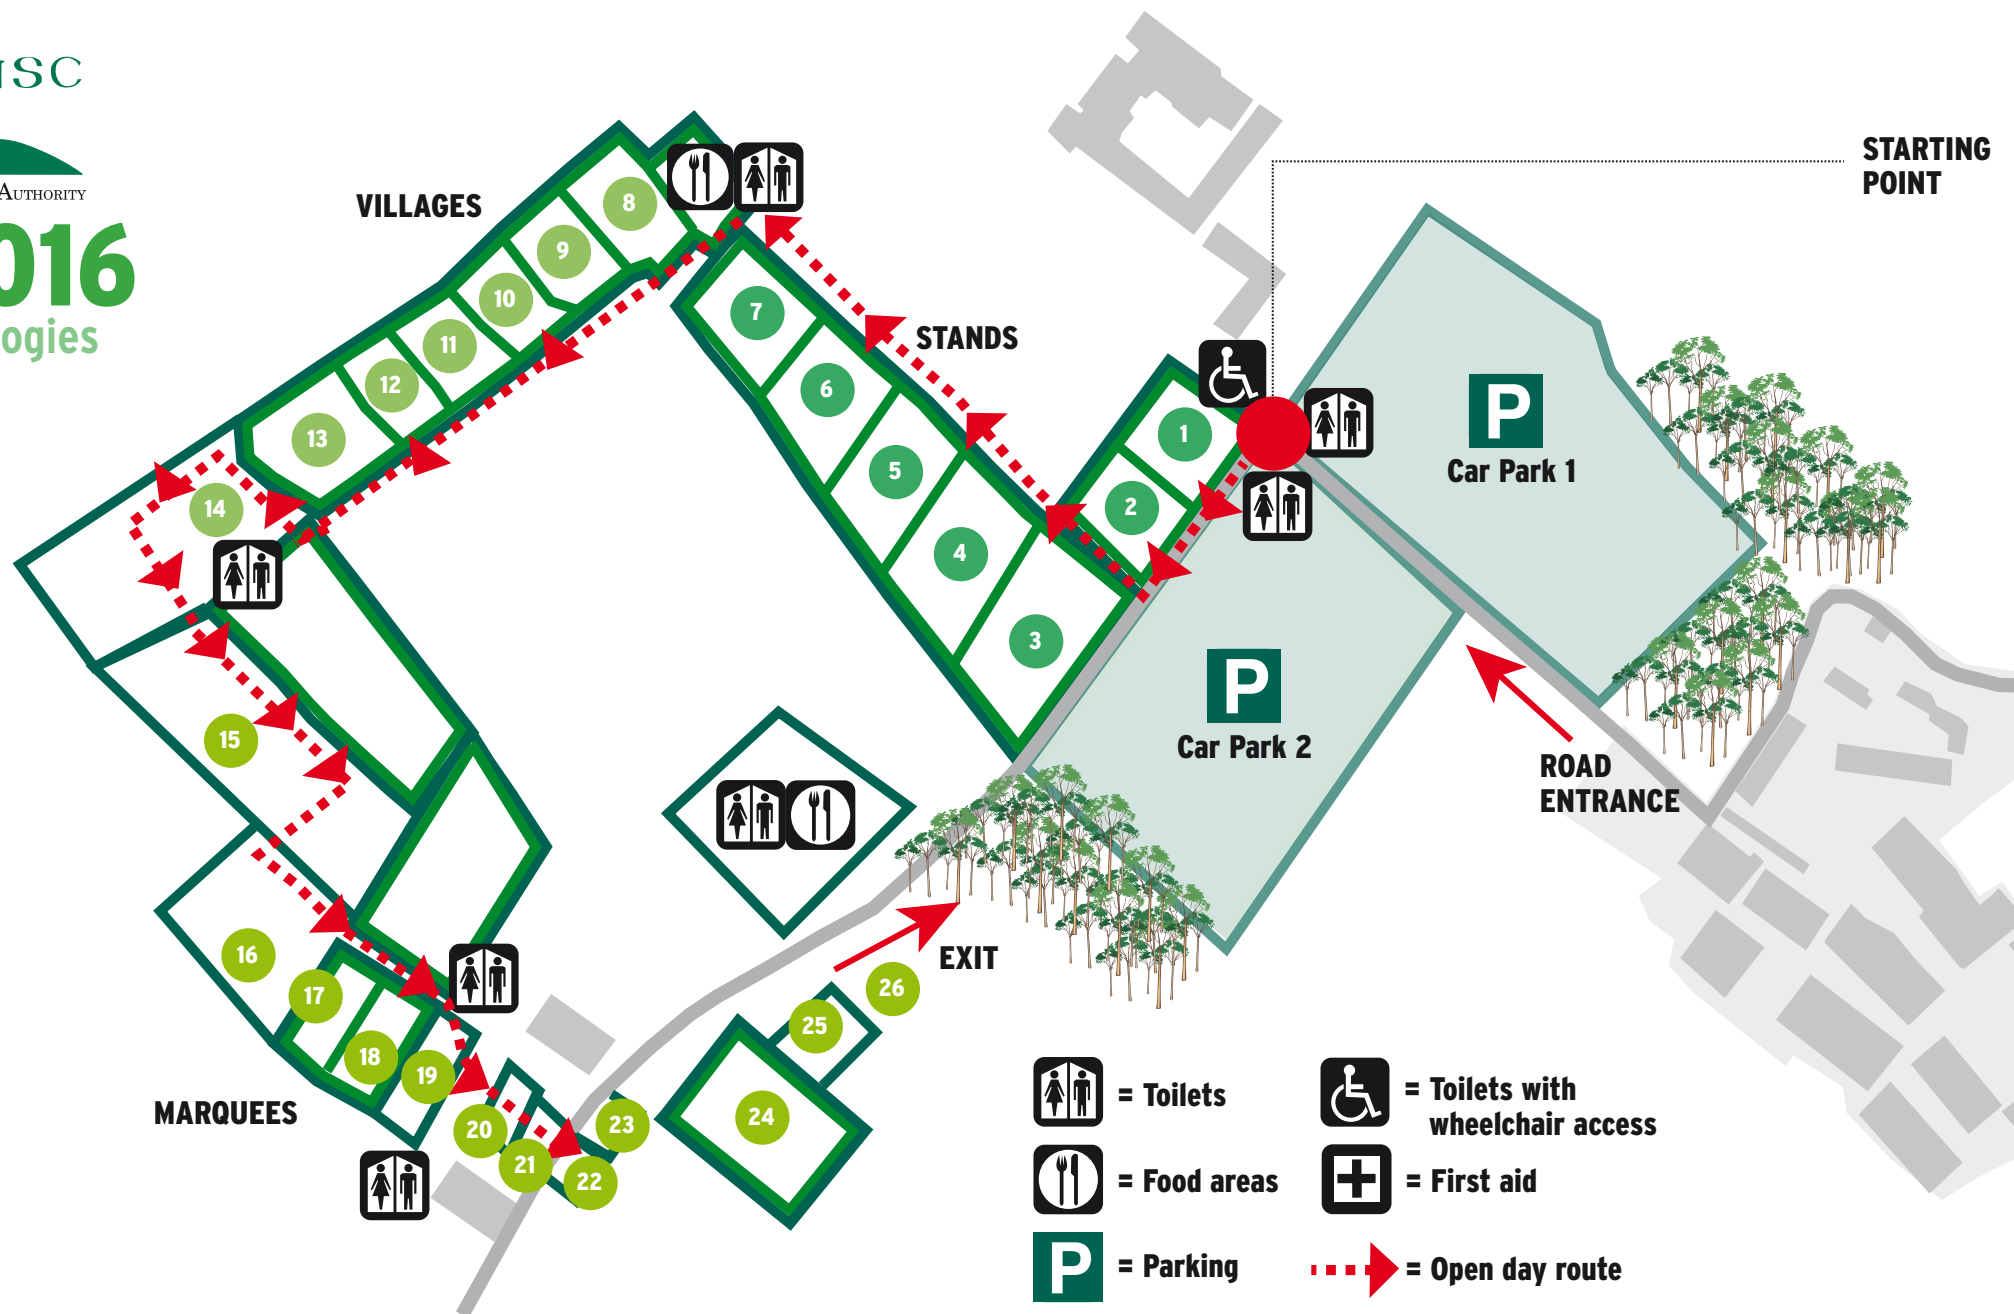 SC
AUTHORITY
016
ogies
VILLAGES
STANDS
STARTING
POINT
8
9
10
11
12
13
14
7
6
5
4
3
1
2
P
Car Park 1
P
Car Park 2
ROAD
ENTRANCE
15
16
17
18
19
20
21
22
23
24
25
26
EXIT
MARQUEES
= Toilets
= Toilets with
wheelchair access
= Food areas
= First aid
P = Parking
= Open day route